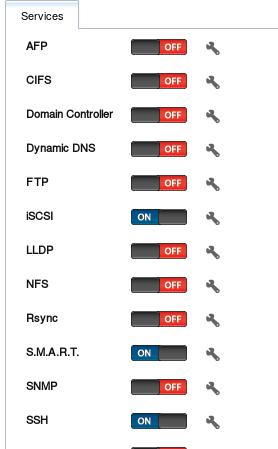 Services
AFP OFF
CIFS OFF
Domain Controller OFF
Dynamic DNS OFF
FTP OFF
iSCSI ON
LLDP OFF
NFS OFF
Rsync OFF
S.M.A.R.T. ON
SNMP OFF
SSH ON